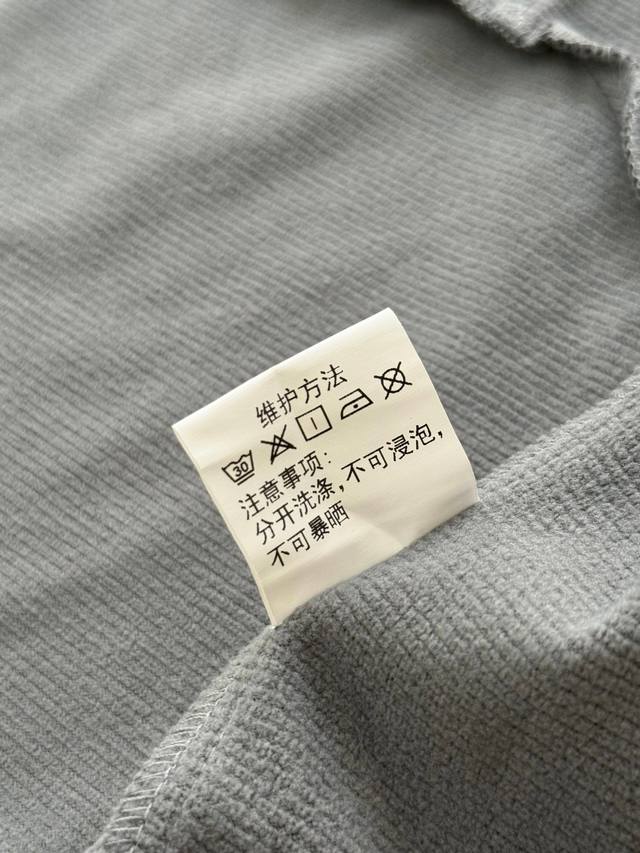 维护方法
30
注意事项：
分开洗涤，不可浸泡，
不可暴晒